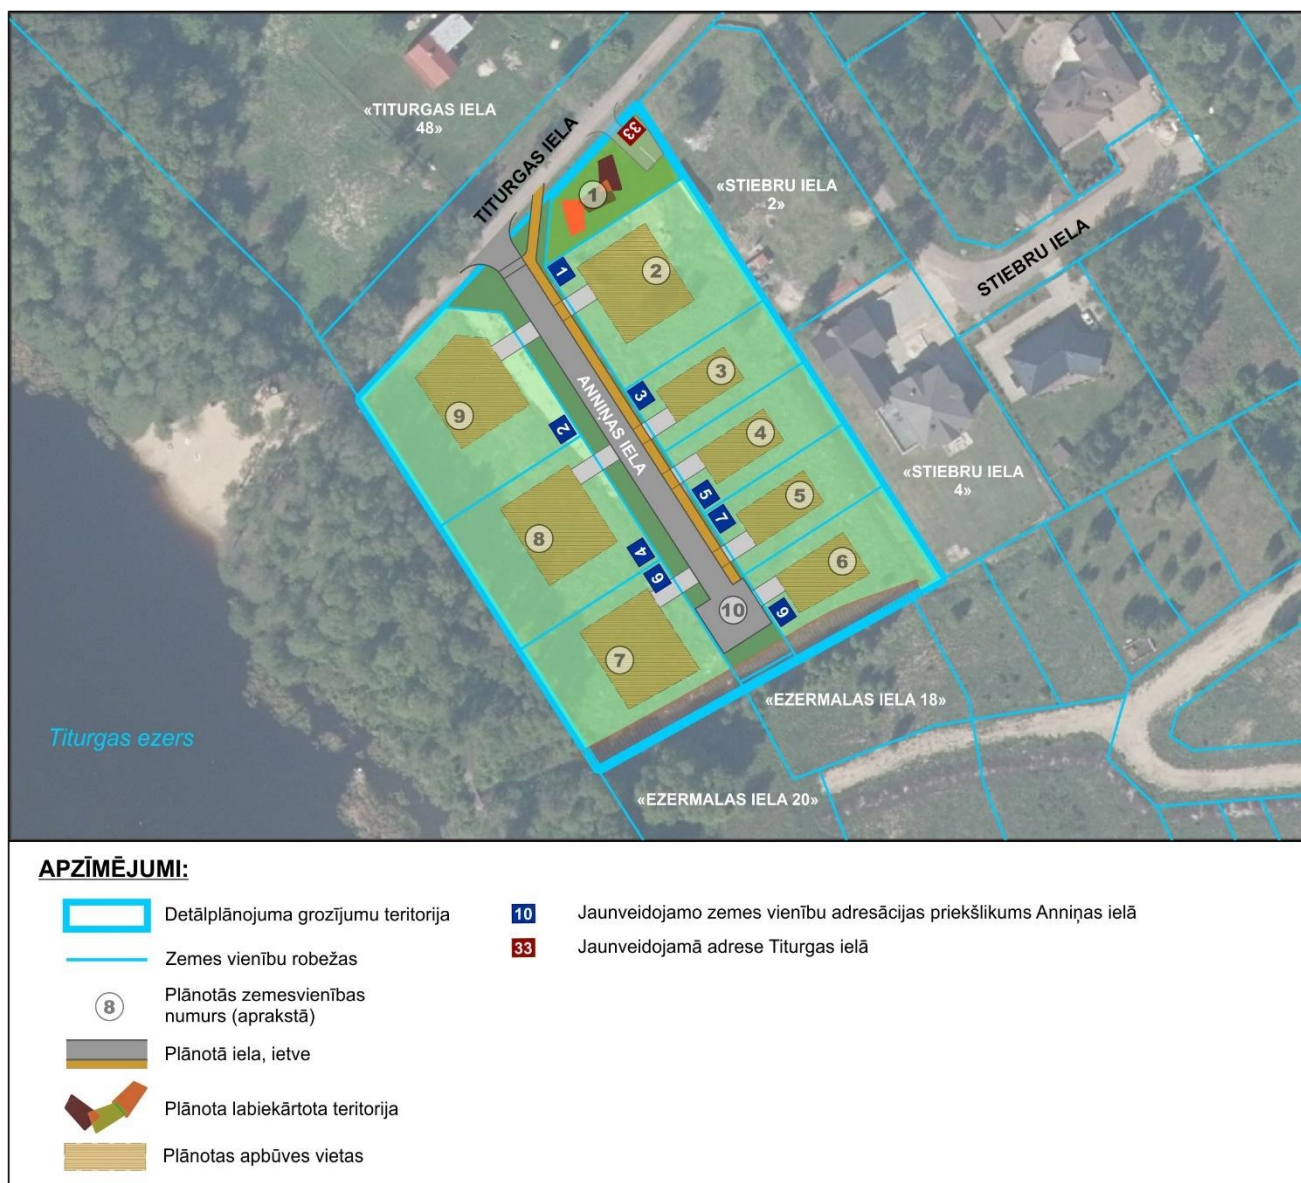 «TITURGAS IELA
48»
TITURGAS IELA
33
1
«STIEBRU IELA
2»
STIEBRU IELA
1
2
3
3
9
2
ANNIŅAS IELA
4
5
7
5
«STIEBRU IELA
4»
8
4
6
6
9
10
7
«EZERMALAS IELA 18»
Titurgas ezers
«EZERMALAS IELA 20»
APZĪMĒJUMI:
Detālplānojuma grozījumu teritorija
Zemes vienību robežas
8
Plānotās zemesvienības
numurs (aprakstā)
Plānotā iela, ietve
Plānota labiekārtota teritorija
Plānotas apbūves vietas
10
Jaunveidojamo zemes vienību adresācijas priekšlikums Anniņas ielā
33
Jaunveidojamā adrese Titurgas ielā